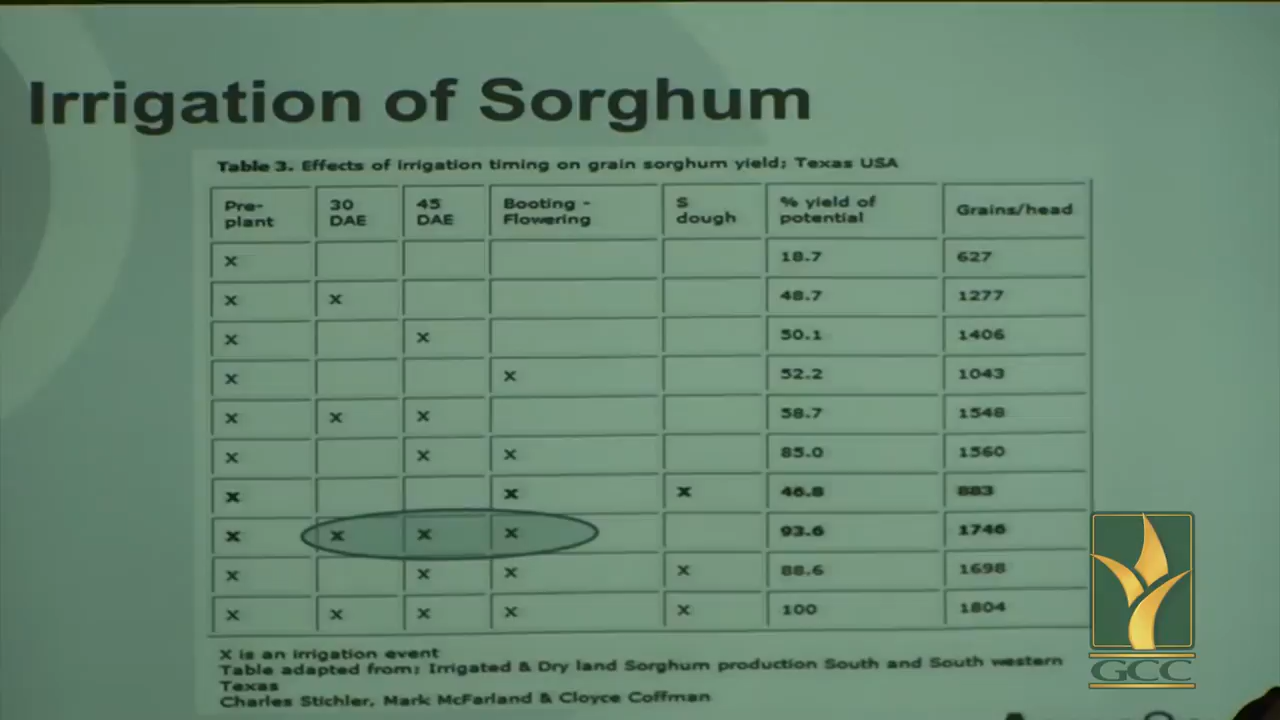 Irrigation of Sorghum
Table 3. Effects of irrigation timing on grain sorghum yield; Texas USA
Pre-plant 30 DAE 45 DAE Booting - Flowering S dough % yield of potential Grains/head
x 18.7 627
x x 48.7 1277
x x 50.1 1406
x x 52.2 1043
x x x 58.7 1548
x x x 85.0 1560
x x x 46.8 883
x x x x 93.6 1746
x x x x 88.6 1698
x x x x x 100 1804
X is an irrigation event
Table adapted from: Irrigated & Dry land Sorghum production South and South western
Texas
Charles Stichler, Mark McFarland & Cloyce Coffman
GCC